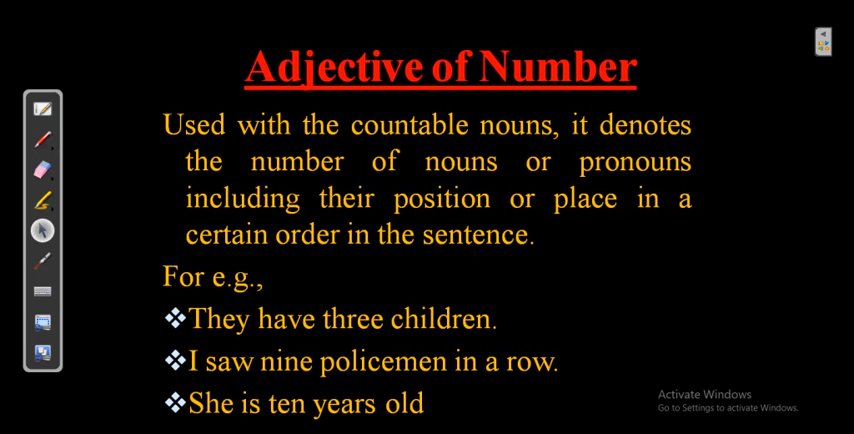 Adjective of Number
Used with the countable nouns, it denotes
the number of nouns or pronouns
including their position or place in a
certain order in the sentence.
For e.g.,
❖They have three children.
❖I saw nine policemen in a row.
❖She is ten years old
Activate Windows
Go to Settings to activate Windows.